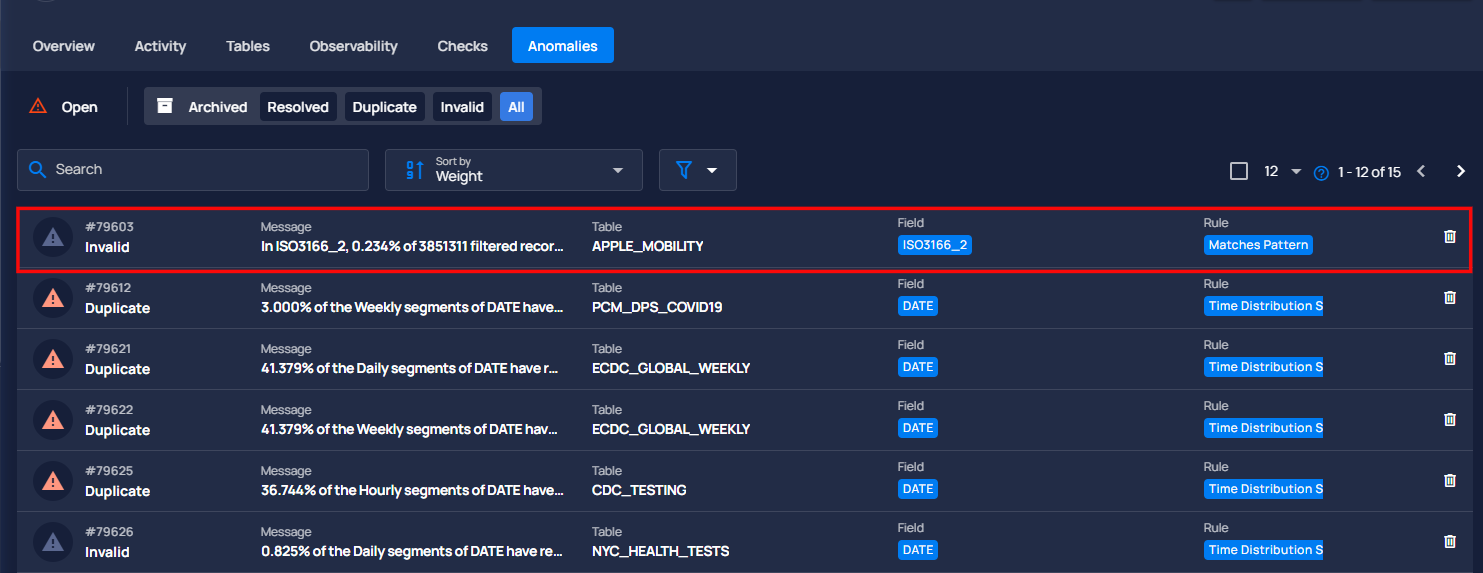 Overview Activity Tables Observability Checks Anomalies
Open Archived Resolved Duplicate Invalid All
Search Sort by 12 1 - 12 of 15
Weight
#79603 Message Table Field Rule
Invalid In ISO3166_2, 0.234% of 3851311 filtered recor... APPLE_MOBILITY ISO3166_2 Matches Pattern
#79612 Message Table Field Rule
Duplicate 3.000% of the Weekly segments of DATE have... PCM_DPS_COVID19 DATE Time Distribution S
#79621 Message Table Field Rule
Duplicate 41.379% of the Daily segments of DATE have r... ECDC_GLOBAL_WEEKLY DATE Time Distribution S
#79622 Message Table Field Rule
Duplicate 41.379% of the Weekly segments of DATE hav... ECDC_GLOBAL_WEEKLY DATE Time Distribution S
#79625 Message Table Field Rule
Duplicate 36.744% of the Hourly segments of DATE have... CDC_TESTING DATE Time Distribution S
#79626 Message Table Field Rule
Invalid 0.825% of the Daily segments of DATE have re... NYC_HEALTH_TESTS DATE Time Distribution S